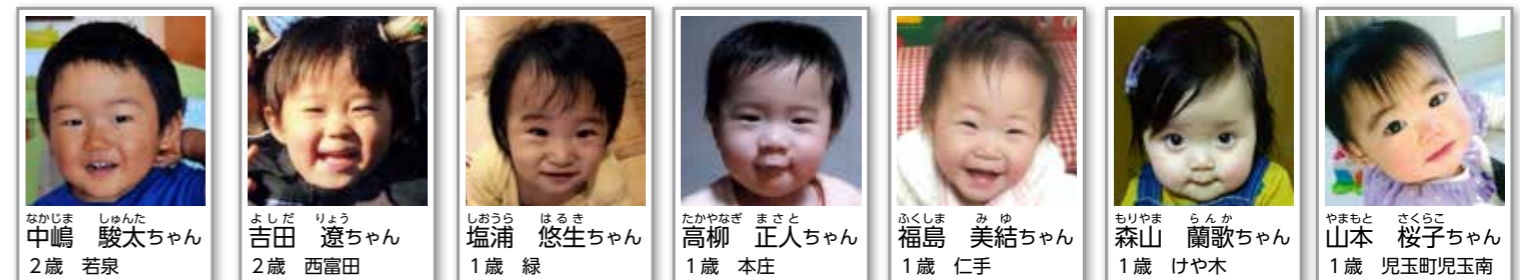 なかじま しゅんた
中嶋 駿太ちゃん
2歳 若泉
よしだ りょう
吉田 遼ちゃん
2歳 西富田
しおうら はるき
塩浦 悠生ちゃん
1歳 緑
たかやなぎ まさと
高柳 正人ちゃん
1歳 本庄
ふくしま みゆ
福島 美結ちゃん
1歳 仁手
もりやま らんか
森山 蘭歌ちゃん
1歳 けや木
やまもと さくらこ
山本 桜子ちゃん
1歳 児玉町児玉南